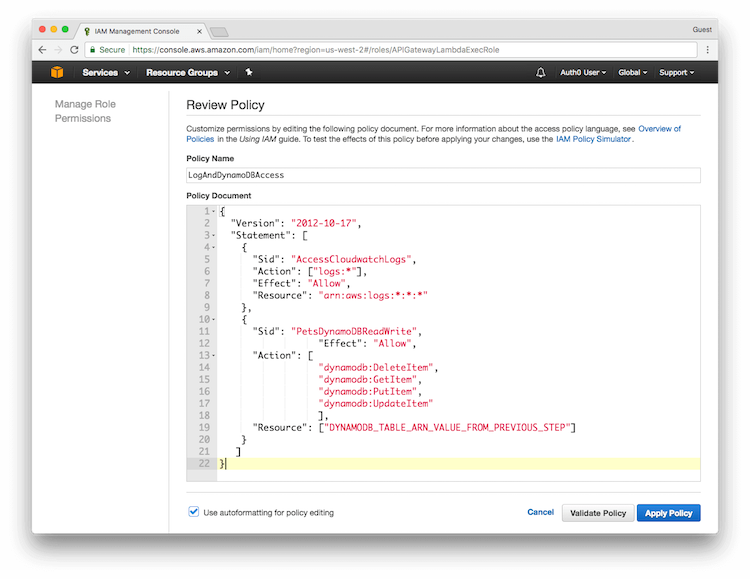 IAM Management Console
Guest
Secure https://console.aws.amazon.com/iam/home?region=us-west-2#/roles/APIGatewayLambdaExecRole
Services Resource Groups Auth0 User Global Support
Manage Role Permissions
Review Policy
Customize permissions by editing the following policy document. For more information about the access policy language, see Overview of
Policies in the Using IAM guide. To test the effects of this policy before applying your changes, use the IAM Policy Simulator.
Policy Name
LogAndDynamoDBAccess
Policy Document
1 {
2 "Version": "2012-10-17",
3 "Statement": [
4 {
5 "Sid": "AccessCloudwatchLogs",
6 "Action": ["logs:*"],
7 "Effect": "Allow",
8 "Resource": "arn:aws:logs:*:*:*"
9 },
10 {
11 "Sid": "PetsDynamoDBReadWrite",
12 "Effect": "Allow",
13 "Action": [
14 "dynamodb:DeleteItem",
15 "dynamodb:GetItem",
16 "dynamodb:PutItem",
17 "dynamodb:UpdateItem"
18 ],
19 "Resource": ["DYNAMODB_TABLE_ARN_VALUE_FROM_PREVIOUS_STEP"]
20 }
21 ]
22 }
Use autoformatting for policy editing
Cancel Validate Policy Apply Policy